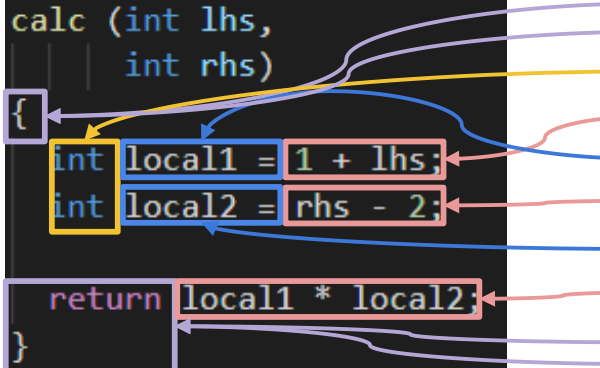 calc (int lhs,
int rhs)
{
int local1 = 1 + lhs;
int local2 = rhs - 2;
return local1 * local2;
}